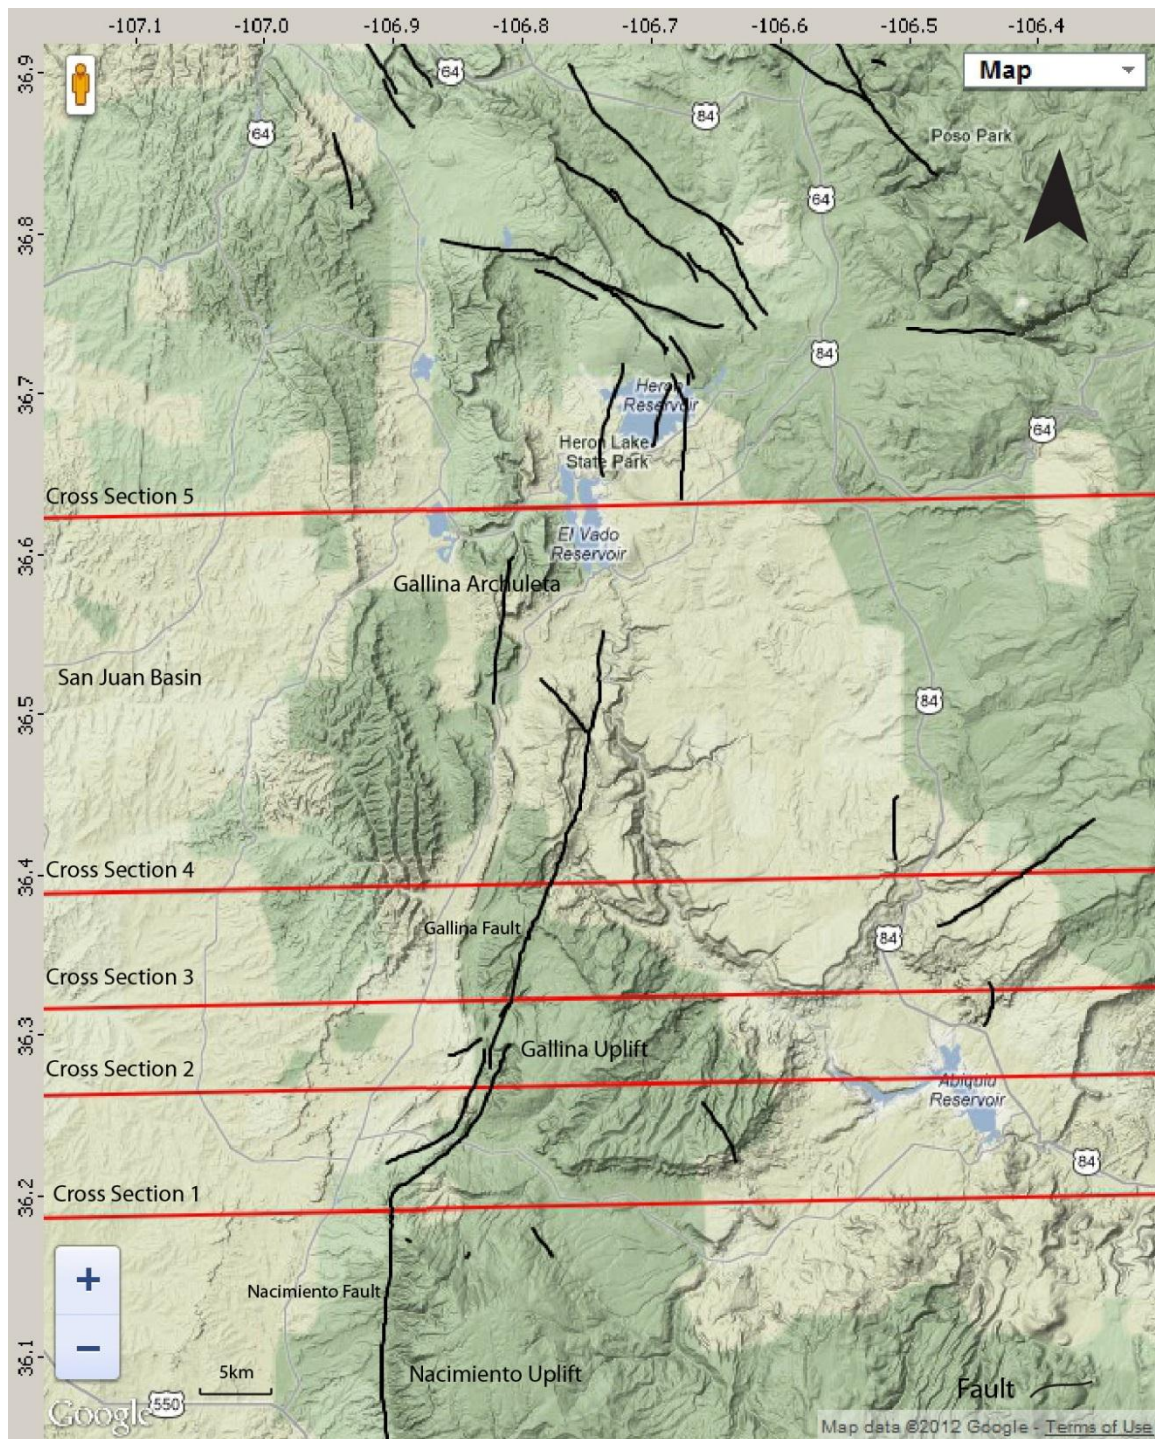 -107.1 -107.0 -106.9 -106.8 -106.7 -106.6 -106.5 -106.4
36.9
64
Map
84
64
Poso Park
64
36.8
84
36.7
Heron
Reservoir
64
Heron Lake
State Park
Cross Section 5
36.6
El Vado
Reservoir
Gallina Archuleta
San Juan Basin
36.5
84
Cross Section 4
36.4
Gallina Fault
84
Cross Section 3
36.3
Gallina Uplift
Cross Section 2
Abiquiu
Reservoir
84
Cross Section 1
36.2
+
Nacimiento Fault
−
36.1
5km
Nacimiento Uplift
Fault
Google
550
Map data ©2012 Google - Terms of Use